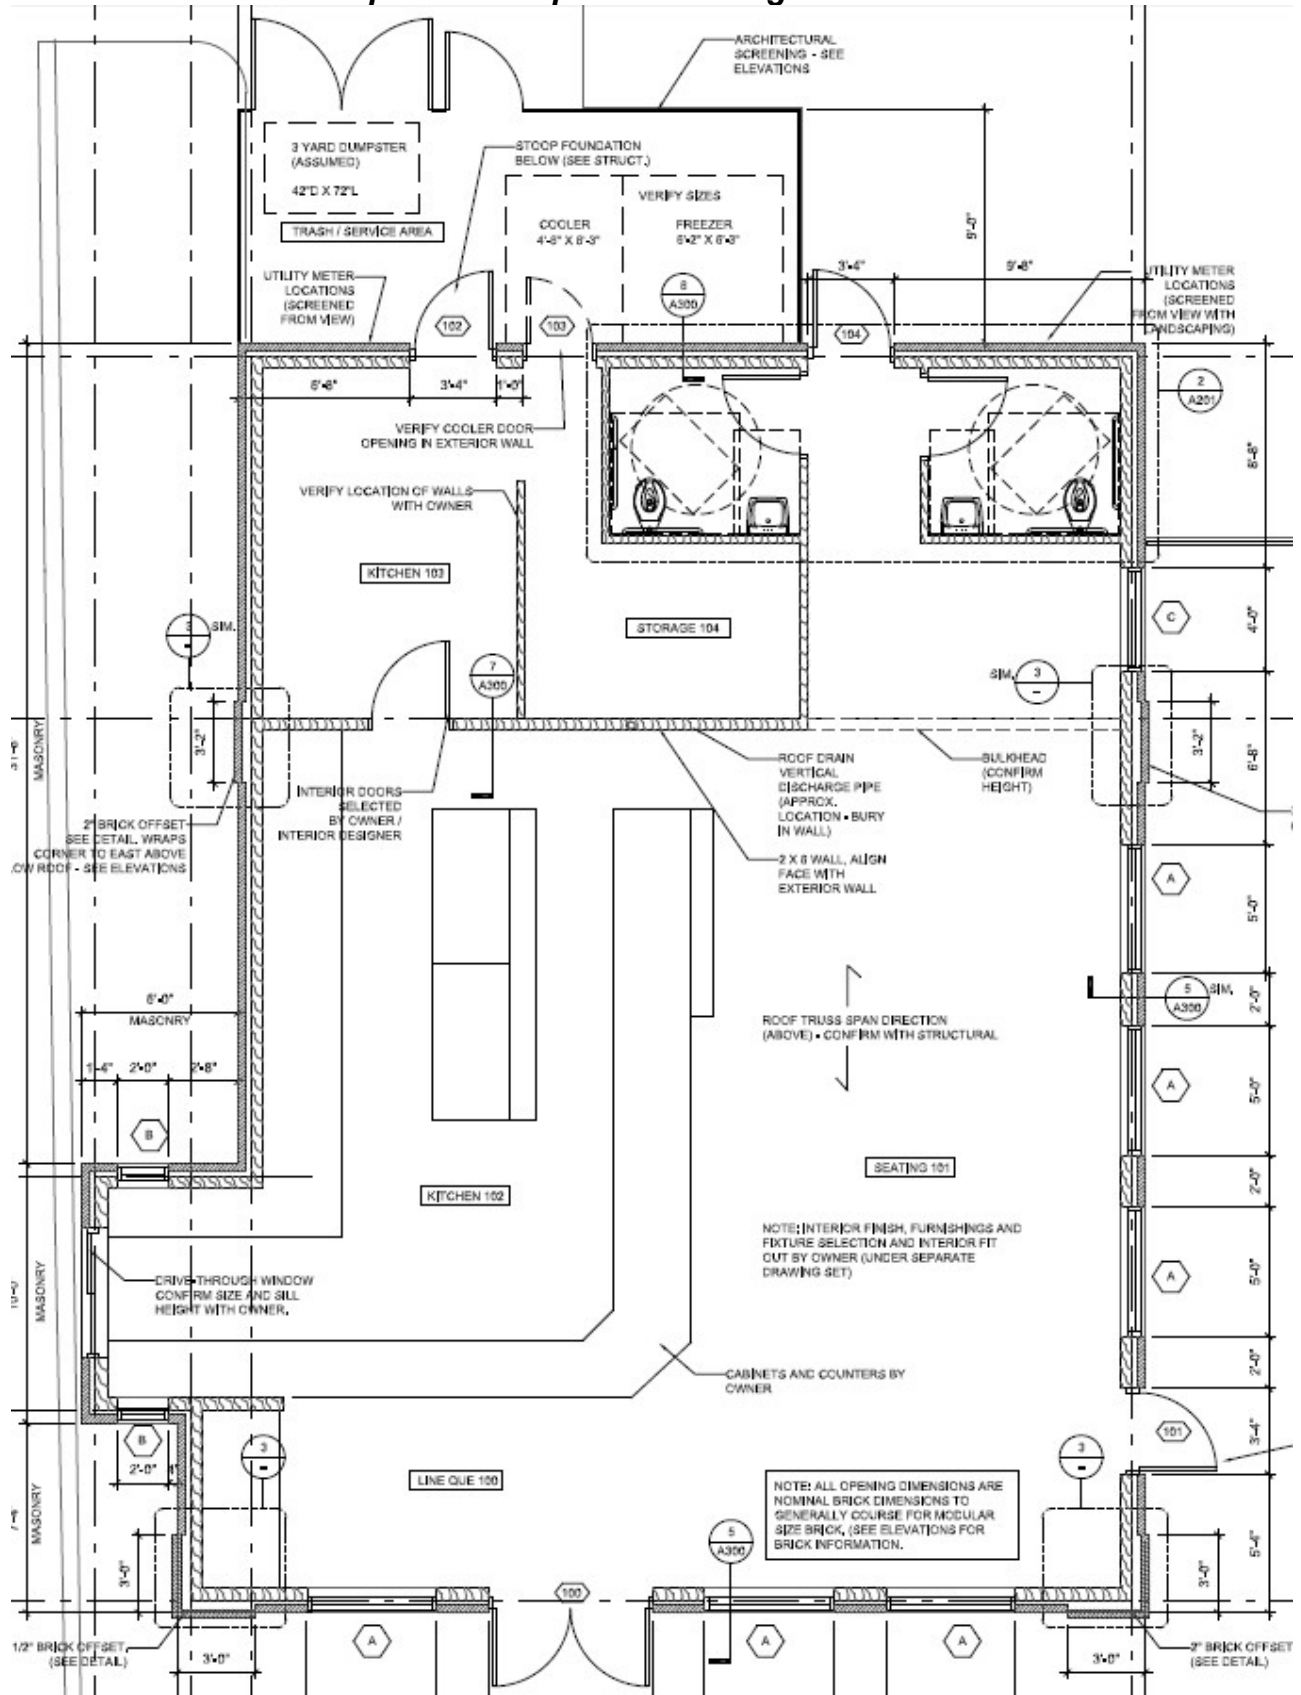 ARCHITECTURAL
SCREENING - SEE
ELEVATIONS
3 YARD DUMPSTER
(ASSUMED)
42"D X 72"L
TRASH / SERVICE AREA
STOOP FOUNDATION
BELOW (SEE STRUCT.)
VERIFY SIZES
COOLER
FREEZER
9'-0"
3'-4"
9'-8"
UTILITY METER
LOCATIONS
(SCREENED
FROM VIEW)
UTILITY METER
LOCATIONS
(SCREENED
FROM VIEW WITH
LANDSCAPING)
A300
102
103
104
3'-4"
1'-0"
2
A201
VERIFY COOLER DOOR
OPENING IN EXTERIOR WALL
VERIFY LOCATION OF WALLS
WITH OWNER
8'-8"
KITCHEN 103
STORAGE 104
C
4'-0"
3
SIM.
-
7
A300
SIM.
3
-
3'-2"
3'-2"
6'-8"
MASONRY
INTERIOR DOORS
SELECTED
BY OWNER /
INTERIOR DESIGNER
ROOF DRAIN
VERTICAL
DISCHARGE PIPE
(APPROX.
LOCATION - BURY
IN WALL)
BULKHEAD
(CONFIRM
HEIGHT)
2" BRICK OFFSET
SEE DETAIL. WRAPS
CORNER TO EAST ABOVE
OW ROOF - SEE ELEVATIONS
2 X 6 WALL, ALIGN
FACE WITH
EXTERIOR WALL
A
5'-0"
MASONRY
1'-4"
2'-0"
2'-8"
ROOF TRUSS SPAN DIRECTION
(ABOVE) - CONFIRM WITH STRUCTURAL
5
A300
SIM.
2'-0"
A
5'-0"
B
SEATING 101
2'-0"
KITCHEN 102
NOTE: INTERIOR FINISH, FURNISHINGS AND
FIXTURE SELECTION AND INTERIOR FIT
OUT BY OWNER (UNDER SEPARATE
DRAWING SET)
MASONRY
DRIVE-THROUGH WINDOW
CONFIRM SIZE AND SILL
HEIGHT WITH OWNER.
A
5'-0"
2'-0"
CABINETS AND COUNTERS BY
OWNER
B
2'-0"
3
-
3
-
101
3'-4"
LINE QUE 100
NOTE: ALL OPENING DIMENSIONS ARE
NOMINAL BRICK DIMENSIONS TO
GENERALLY COURSE FOR MODULAR
SIZE BRICK, (SEE ELEVATIONS FOR
BRICK INFORMATION.
MASONRY
5
A300
3'-0"
3'-0"
5'-4"
100
1/2" BRICK OFFSET
(SEE DETAIL)
3'-0"
A
A
A
3'-0"
2" BRICK OFFSET
(SEE DETAIL)